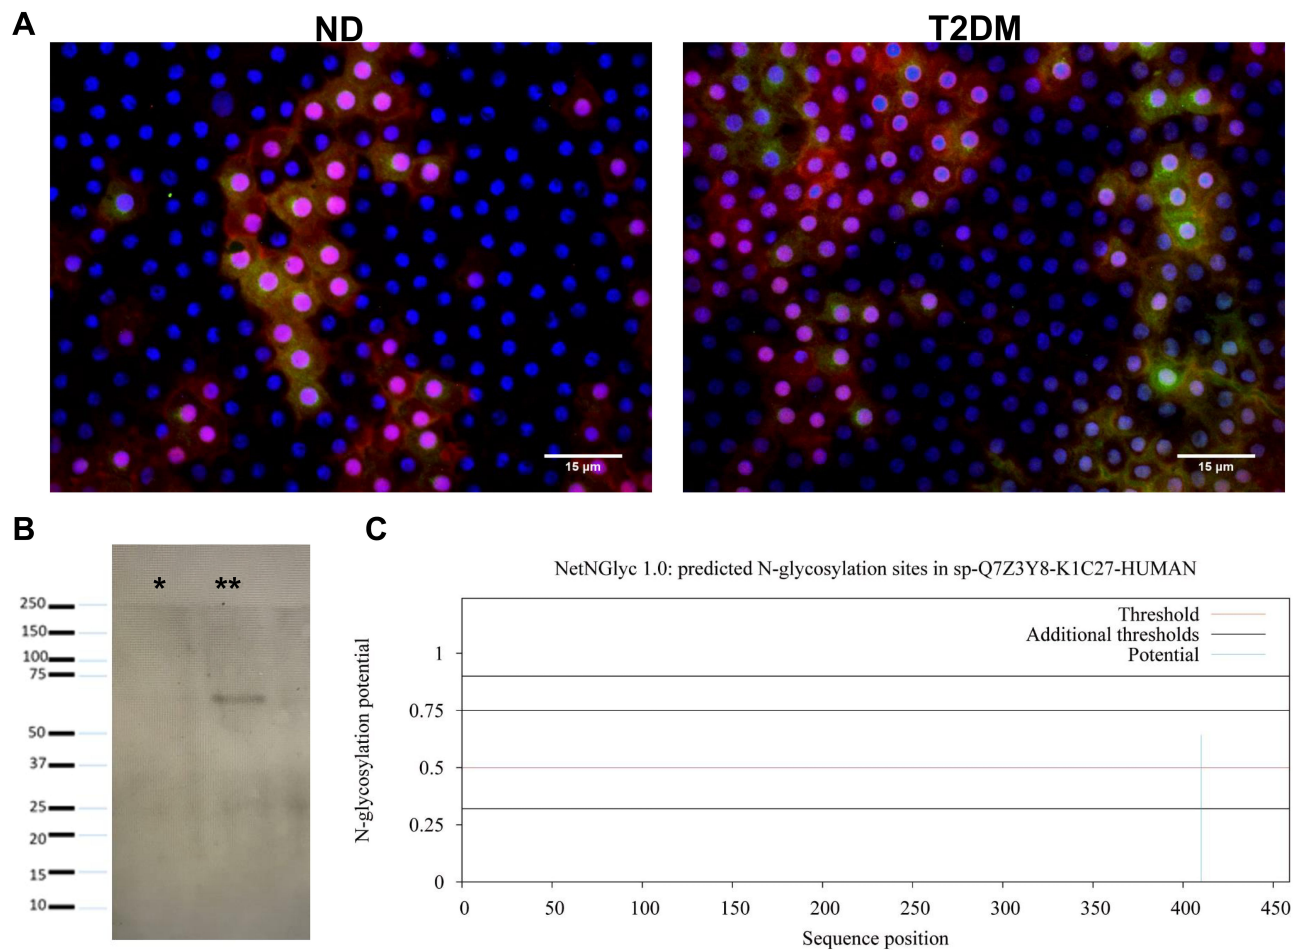 A
ND
T2DM
15 µm
15 µm
B
* **
250
150
100
75
50
37
25
20
15
10
C
NetNGlyc 1.0: predicted N-glycosylation sites in sp-Q7Z3Y8-K1C27-HUMAN
Threshold
Additional thresholds
Potential
N-glycosylation potential
1
0.75
0.5
0.25
0
0 50 100 150 200 250 300 350 400 450
Sequence position